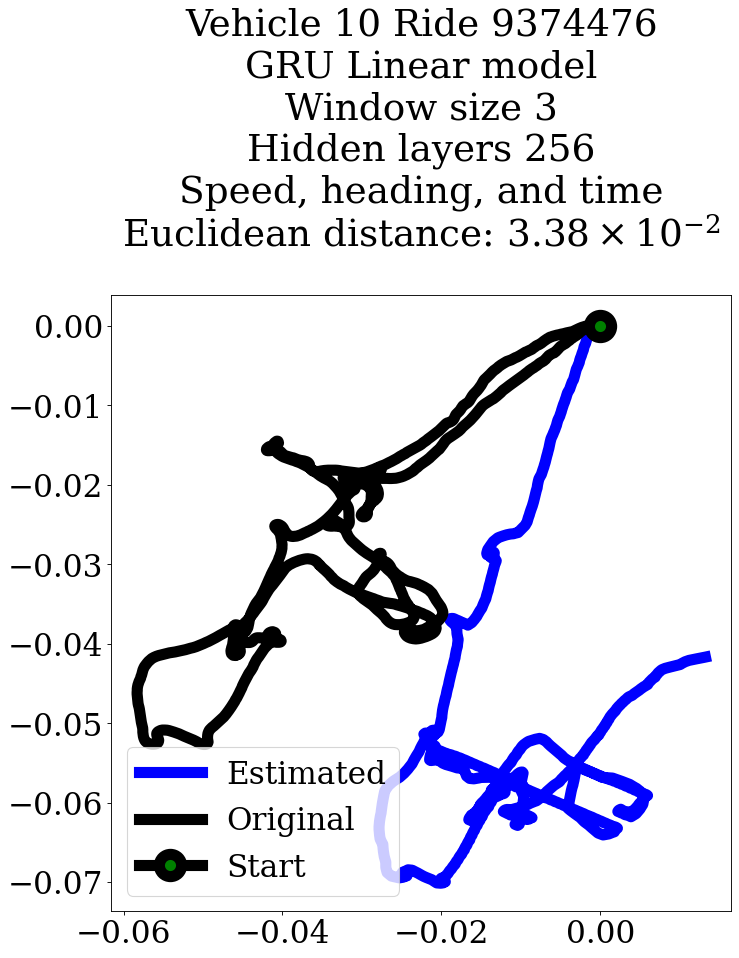 Vehicle 10 Ride 9374476
GRU Linear model
Window size 3
Hidden layers 256
Speed, heading, and time
Euclidean distance: 3.38 × 10⁻²
0.00
−0.01
−0.02
−0.03
−0.04
−0.05
−0.06
−0.07
Estimated
Original
Start
−0.06 −0.04 −0.02 0.00